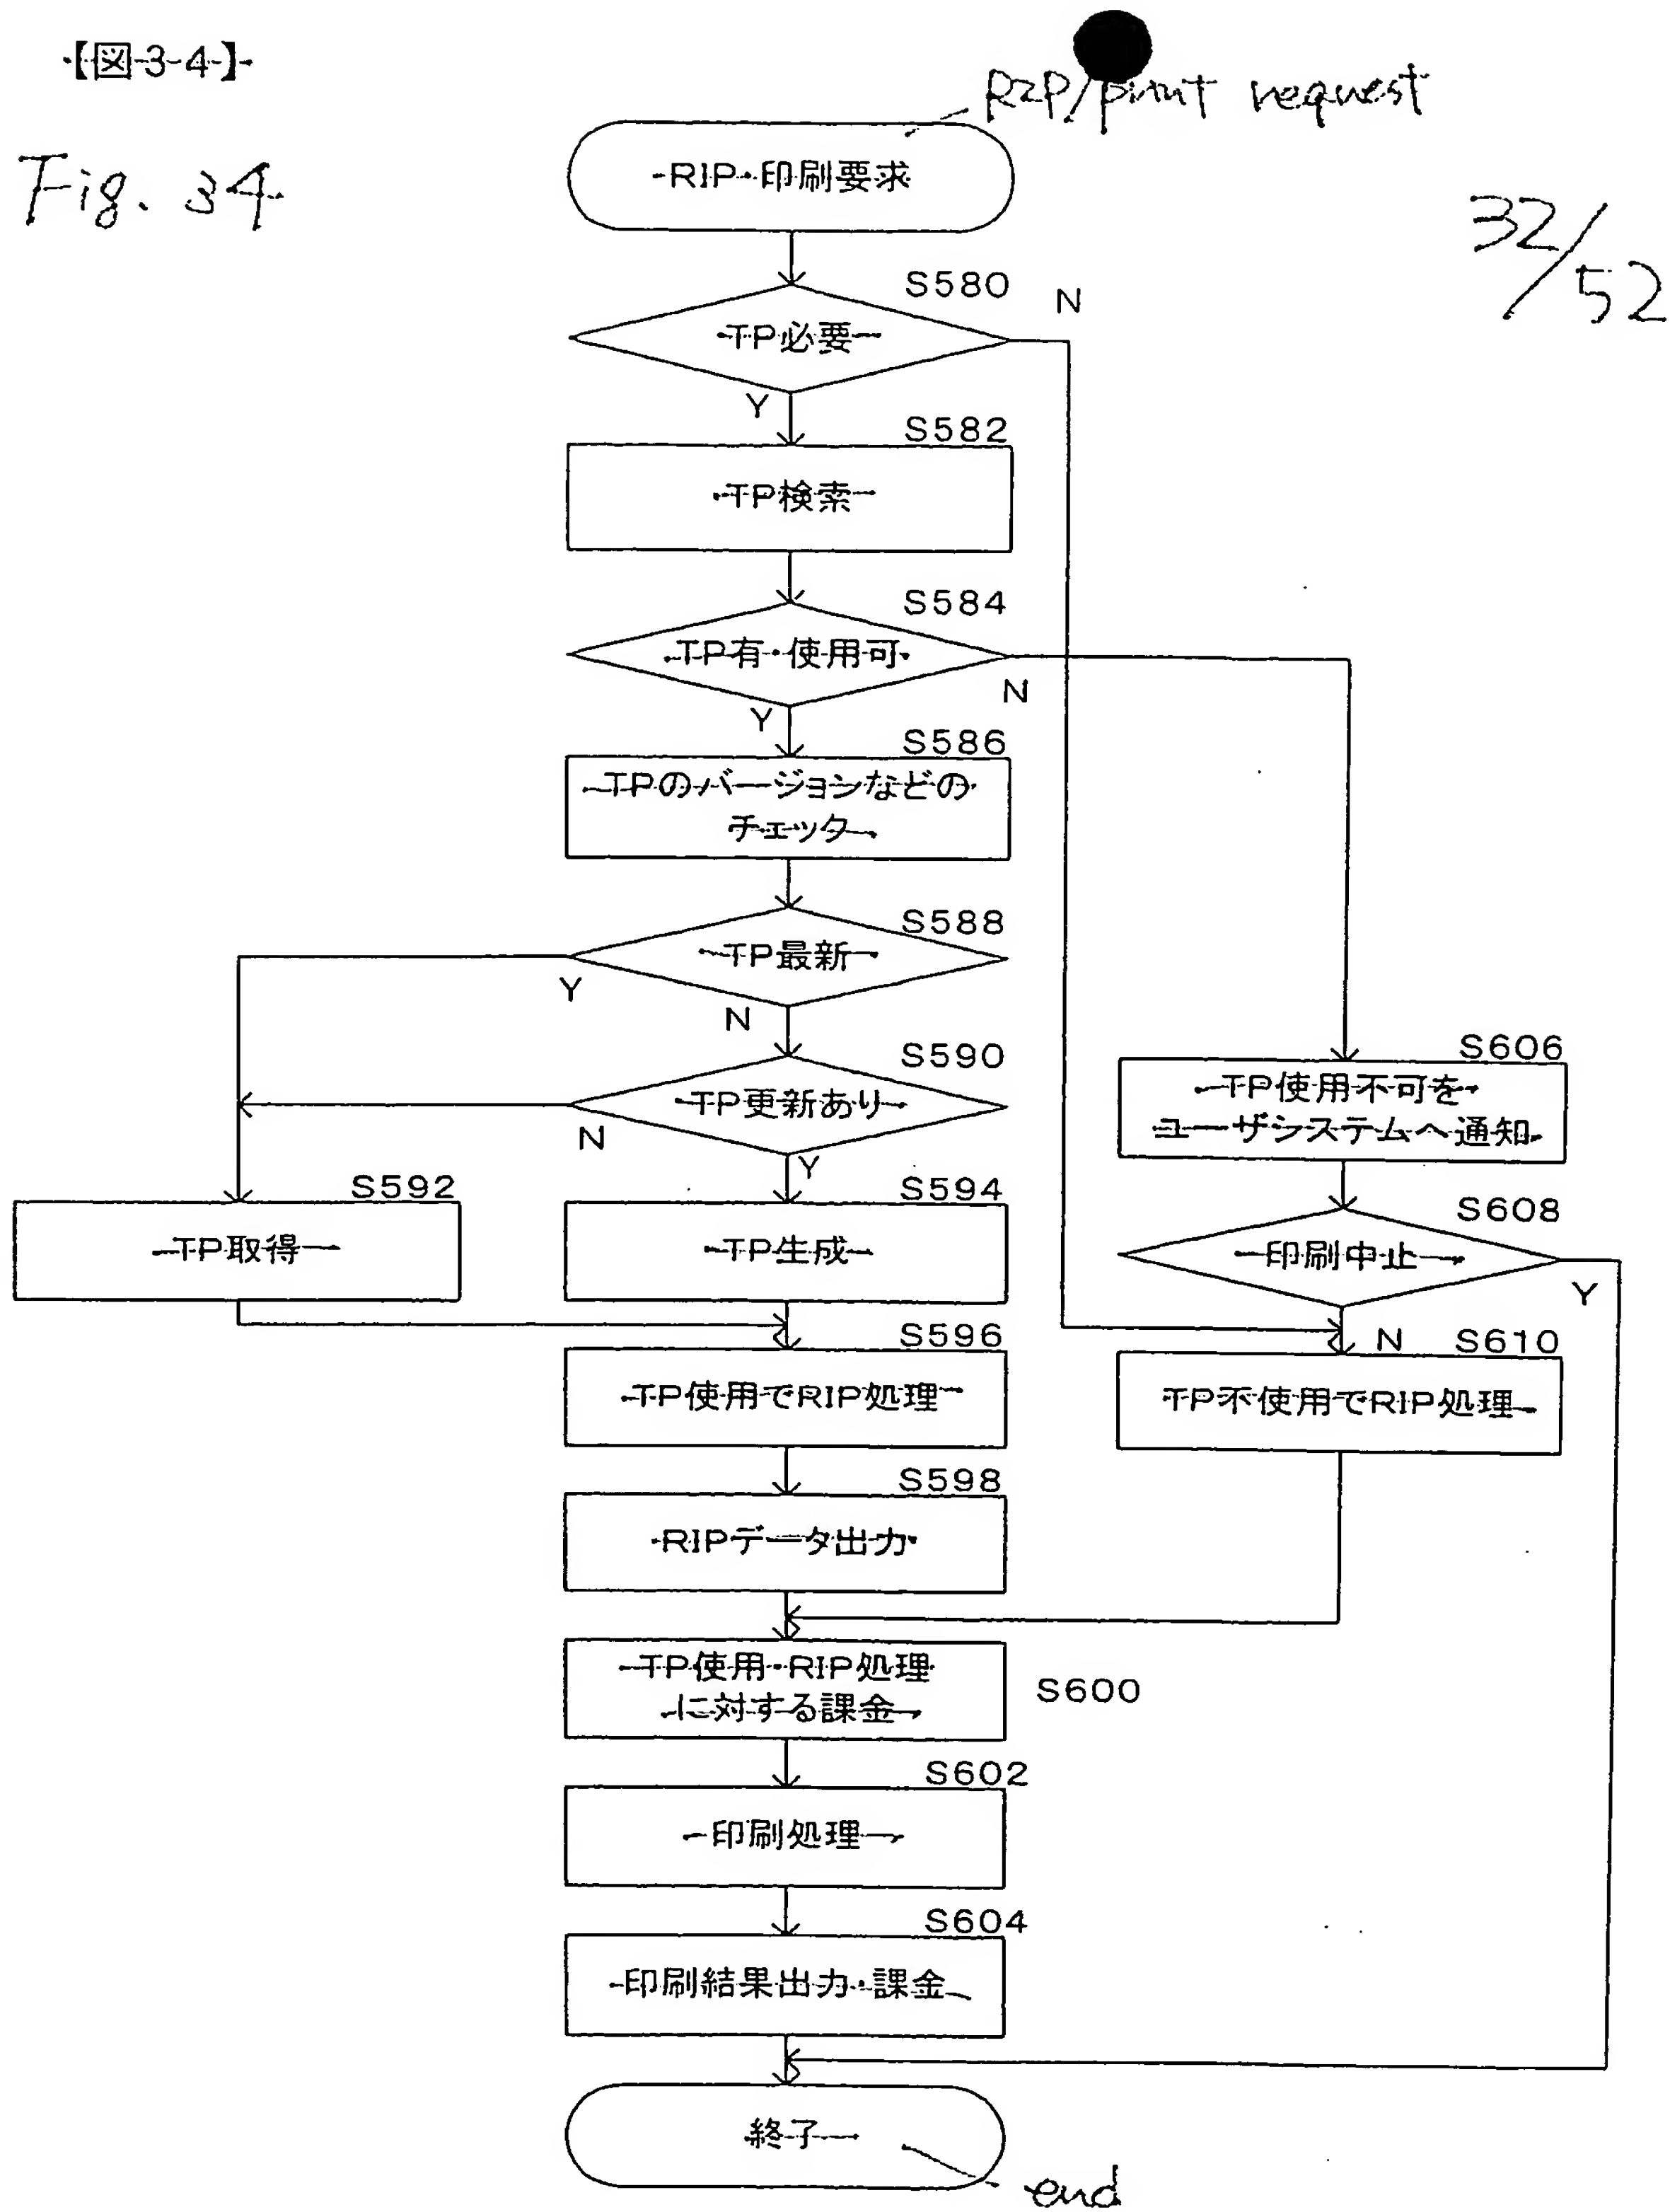 【図34】
Fig. 34
RIP/print request
32/52
RIP・印刷要求
S580
N
TP必要
Y
S582
TP検索
S584
TP有・使用可
N
Y
S586
TPのバージョンなどの
チェック
S588
TP最新
Y
N
S590
TP更新あり
N
Y
S606
TP使用不可を
ユーザシステムへ通知
S592
TP取得
S594
TP生成
S608
印刷中止
Y
N
S596
TP使用でRIP処理
S610
TP不使用でRIP処理
S598
RIPデータ出力
TP使用・RIP処理
に対する課金
S600
S602
印刷処理
S604
印刷結果出力・課金
終了
end